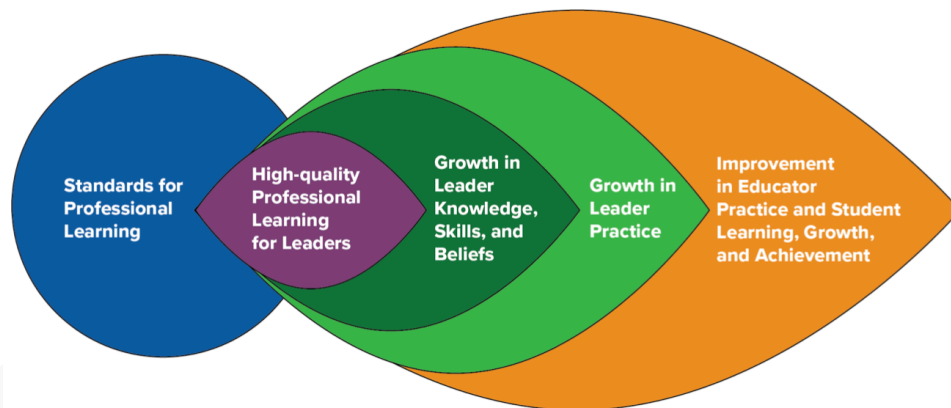 Standards for
Professional
Learning
High-quality
Professional
Learning
for Leaders
Growth in
Leader
Knowledge,
Skills, and
Beliefs
Growth in
Leader
Practice
Improvement
in Educator
Practice and Student
Learning, Growth,
and Achievement